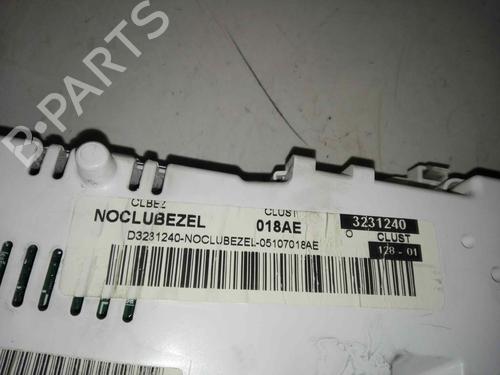 CLBEZ CLUST
NOCLUBEZEL 018AE 3231240
CLUST
D3231240-NOCLUBEZEL-05107018AE
128 - 01
B-PARTS